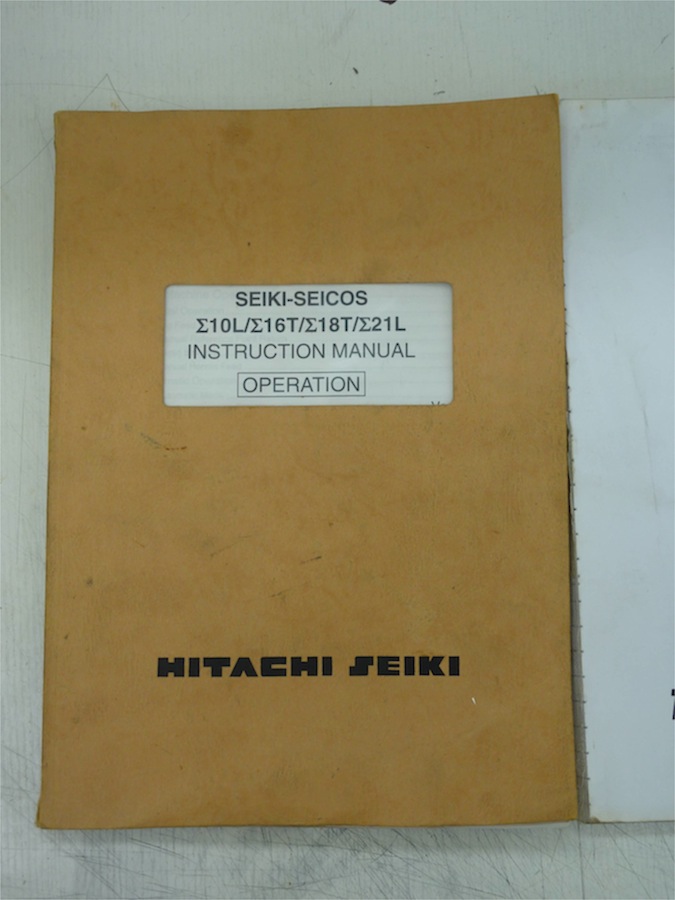 SEIKI-SEICOS
Σ10L/Σ16T/Σ18T/Σ21L
INSTRUCTION MANUAL
OPERATION
HITACHI SEIKI